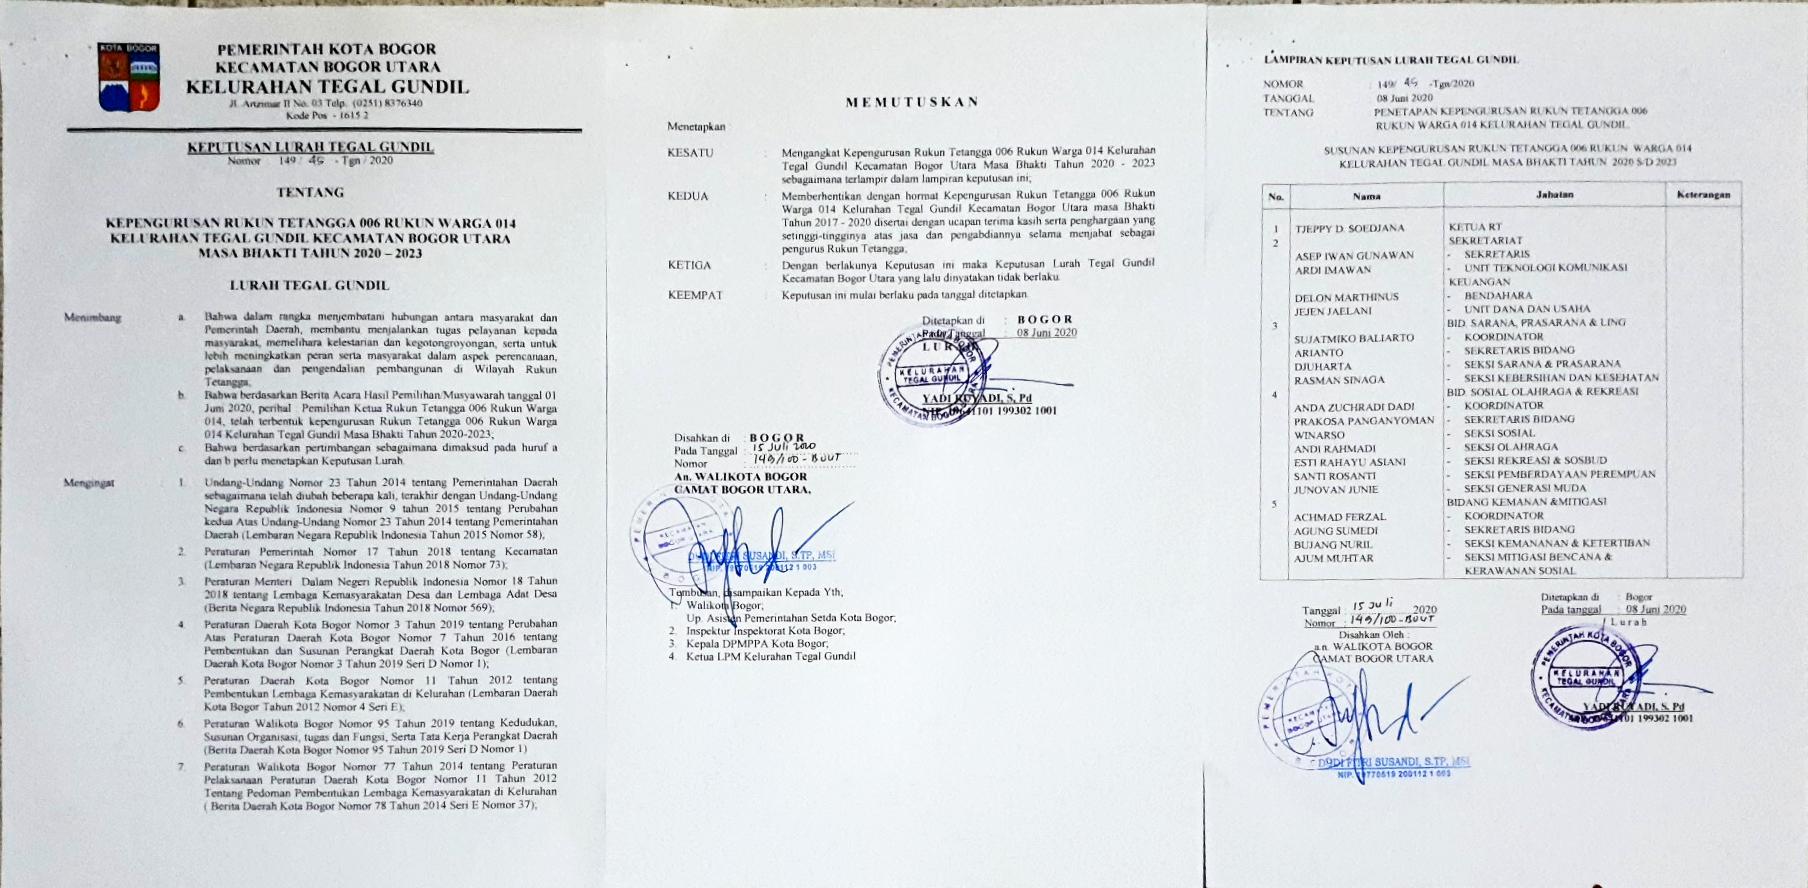 KOTA BOGOR
PEMERINTAH KOTA BOGOR
KECAMATAN BOGOR UTARA
KELURAHAN TEGAL GUNDIL
Jl. Artzimar II No. 03 Telp. (0251) 8376340
Kode Pos - 1615 2
KEPUTUSAN LURAH TEGAL GUNDIL
Nomor 149 / 45 - Tgn / 2020
TENTANG
KEPENGURUSAN RUKUN TETANGGA 006 RUKUN WARGA 014
KELURAHAN TEGAL GUNDIL KECAMATAN BOGOR UTARA
MASA BHAKTI TAHUN 2020 – 2023
LURAH TEGAL GUNDIL
Menimbang a. Bahwa dalam rangka menjembatani hubungan antara masyarakat dan
Pemerintah Daerah, membantu menjalankan tugas pelayanan kepada
masyarakat, memelihara kelestarian dan kegotongroyongan, serta untuk
lebih meningkatkan peran serta masyarakat dalam aspek perencanaan,
pelaksanaan dan pengendalian pembangunan di Wilayah Rukun
Tetangga,
b. Bahwa berdasarkan Berita Acara Hasil Pemilihan/Musyawarah tanggal 01
Juni 2020, perihal : Pemilihan Ketua Rukun Tetangga 006 Rukun Warga
014, telah terbentuk kepengurusan Rukun Tetangga 006 Rukun Warga
014 Kelurahan Tegal Gundil Masa Bhakti Tahun 2020-2023;
c. Bahwa berdasarkan pertimbangan sebagaimana dimaksud pada huruf a
dan b perlu menetapkan Keputusan Lurah
Mengingat 1. Undang-Undang Nomor 23 Tahun 2014 tentang Pemerintahan Daerah
sebagaimana telah diubah beberapa kali, terakhir dengan Undang-Undang
Negara Republik Indonesia Nomor 9 tahun 2015 tentang Perubahan
kedua Atas Undang-Undang Nomor 23 Tahun 2014 tentang Pemerintahan
Daerah (Lembaran Negara Republik Indonesia Tahun 2015 Nomor 58),
2. Peraturan Pemerintah Nomor 17 Tahun 2018 tentang Kecamatan
(Lembaran Negara Republik Indonesia Tahun 2018 Nomor 73);
3. Peraturan Menteri Dalam Negeri Republik Indonesia Nomor 18 Tahun
2018 tentang Lembaga Kemasyarakatan Desa dan Lembaga Adat Desa
(Berita Negara Republik Indonesia Tahun 2018 Nomor 569);
4. Peraturan Daerah Kota Bogor Nomor 3 Tahun 2019 tentang Perubahan
Atas Peraturan Daerah Kota Bogor Nomor 7 Tahun 2016 tentang
Pembentukan dan Susunan Perangkat Daerah Kota Bogor (Lembaran
Daerah Kota Bogor Nomor 3 Tahun 2019 Seri D Nomor 1);
5. Peraturan Daerah Kota Bogor Nomor 11 Tahun 2012 tentang
Pembentukan Lembaga Kemasyarakatan di Kelurahan (Lembaran Daerah
Kota Bogor Tahun 2012 Nomor 4 Seri E);
6. Peraturan Walikota Bogor Nomor 95 Tahun 2019 tentang Kedudukan,
Susunan Organisasi, tugas dan Fungsi, Serta Tata Kerja Perangkat Daerah
(Berita Daerah Kota Bogor Nomor 95 Tahun 2019 Seri D Nomor 1)
7. Peraturan Walikota Bogor Nomor 77 Tahun 2014 tentang Peraturan
Pelaksanaan Peraturan Daerah Kota Bogor Nomor 11 Tahun 2012
Tentang Pedoman Pembentukan Lembaga Kemasyarakatan di Kelurahan
( Berita Daerah Kota Bogor Nomor 78 Tahun 2014 Seri E Nomor 37);
MEMUTUSKAN
Menetapkan
KESATU : Mengangkat Kepengurusan Rukun Tetangga 006 Rukun Warga 014 Kelurahan
Tegal Gundil Kecamatan Bogor Utara Masa Bhakti Tahun 2020 - 2023
sebagaimana terlampir dalam lampiran keputusan ini;
KEDUA : Memberhentikan dengan hormat Kepengurusan Rukun Tetangga 006 Rukun
Warga 014 Kelurahan Tegal Gundil Kecamatan Bogor Utara masa Bhakti
Tahun 2017 - 2020 disertai dengan ucapan terima kasih serta penghargaan yang
setinggi-tingginya atas jasa dan pengabdiannya selama menjabat sebagai
pengurus Rukun Tetangga;
KETIGA : Dengan berlakunya Keputusan ini maka Keputusan Lurah Tegal Gundil
Kecamatan Bogor Utara yang lalu dinyatakan tidak berlaku.
KEEMPAT : Keputusan ini mulai berlaku pada tanggal ditetapkan.
Ditetapkan di : BOGOR
Pada Tanggal : 08 Juni 2020
LURAH
PEMERINTAH KOTA BOGOR
KELURAHAN
TEGAL GUNDIL
KECAMATAN BOGOR UTARA
YADI RUYADI, S, Pd
NIP. 101 199302 1001
Disahkan di : BOGOR
Pada Tanggal : 15 Juli 2020
Nomor : 149/100 - BOUT
An. WALIKOTA BOGOR
CAMAT BOGOR UTARA,
KECAMATAN
BOGOR UTARA
SUSANDI, S.TP, MSi
NIP. 19770519 200112 1 003
Tembusan, disampaikan Kepada Yth;
1. Walikota Bogor;
Up. Asisten Pemerintahan Setda Kota Bogor;
2. Inspektur Inspektorat Kota Bogor;
3. Kepala DPMPPA Kota Bogor;
4. Ketua LPM Kelurahan Tegal Gundil
LAMPIRAN KEPUTUSAN LURAH TEGAL GUNDIL
NOMOR : 149/ 45 -Tgn/2020
TANGGAL 08 Juni 2020
TENTANG PENETAPAN KEPENGURUSAN RUKUN TETANGGA 006
RUKUN WARGA 014 KELURAHAN TEGAL GUNDIL.
SUSUNAN KEPENGURUSAN RUKUN TETANGGA 006 RUKUN WARGA 014
KELURAHAN TEGAL GUNDIL MASA BHAKTI TAHUN 2020 S/D 2023
No. Nama Jabatan Keterangan
1 TJEPPY D. SOEDJANA KETUA RT
2 SEKRETARIAT
ASEP IWAN GUNAWAN - SEKRETARIS
ARDI IMAWAN - UNIT TEKNOLOGI KOMUNIKASI
KEUANGAN
DELON MARTHINUS - BENDAHARA
JEJEN JAELANI - UNIT DANA DAN USAHA
3 BID. SARANA, PRASARANA & LING
SUJATMIKO BALIARTO - KOORDINATOR
ARIANTO - SEKRETARIS BIDANG
DJUHARTA - SEKSI SARANA & PRASARANA
RASMAN SINAGA - SEKSI KEBERSIHAN DAN KESEHATAN
4 BID. SOSIAL OLAHRAGA & REKREASI
ANDA ZUCHRADI DADI - KOORDINATOR
PRAKOSA PANGANYOMAN - SEKRETARIS BIDANG
WINARSO - SEKSI SOSIAL
ANDI RAHMADI - SEKSI OLAHRAGA
ESTI RAHAYU ASIANI - SEKSI REKREASI & SOSBUD
SANTI ROSANTI - SEKSI PEMBERDAYAAN PEREMPUAN
JUNOVAN JUNIE - SEKSI GENERASI MUDA
5 BIDANG KEMANAN &MITIGASI
ACHMAD FERZAL - KOORDINATOR
AGUNG SUMEDI - SEKRETARIS BIDANG
BUJANG NURIL - SEKSI KEMANANAN & KETERTIBAN
AJUM MUHTAR - SEKSI MITIGASI BENCANA &
KERAWANAN SOSIAL
Ditetapkan di : Bogor
Pada tanggal : 08 Juni 2020
Lurah
PEMERINTAH KOTA BOGOR
KELURAHAN
TEGAL GUNDIL
KECAMATAN BOGOR UTARA
YADI RUYADI, S, Pd
101 199302 1001
Tanggal : 15 Juli 2020
Nomor : 149/100-BOUT
Disahkan Oleh :
a.n. WALIKOTA BOGOR
CAMAT BOGOR UTARA
PEMERINTAH KOTA
KECAMATAN
BOGOR UTARA
DUDI FITRI SUSANDI, S.TP, MSi
NIP. 19770519 200112 1 003